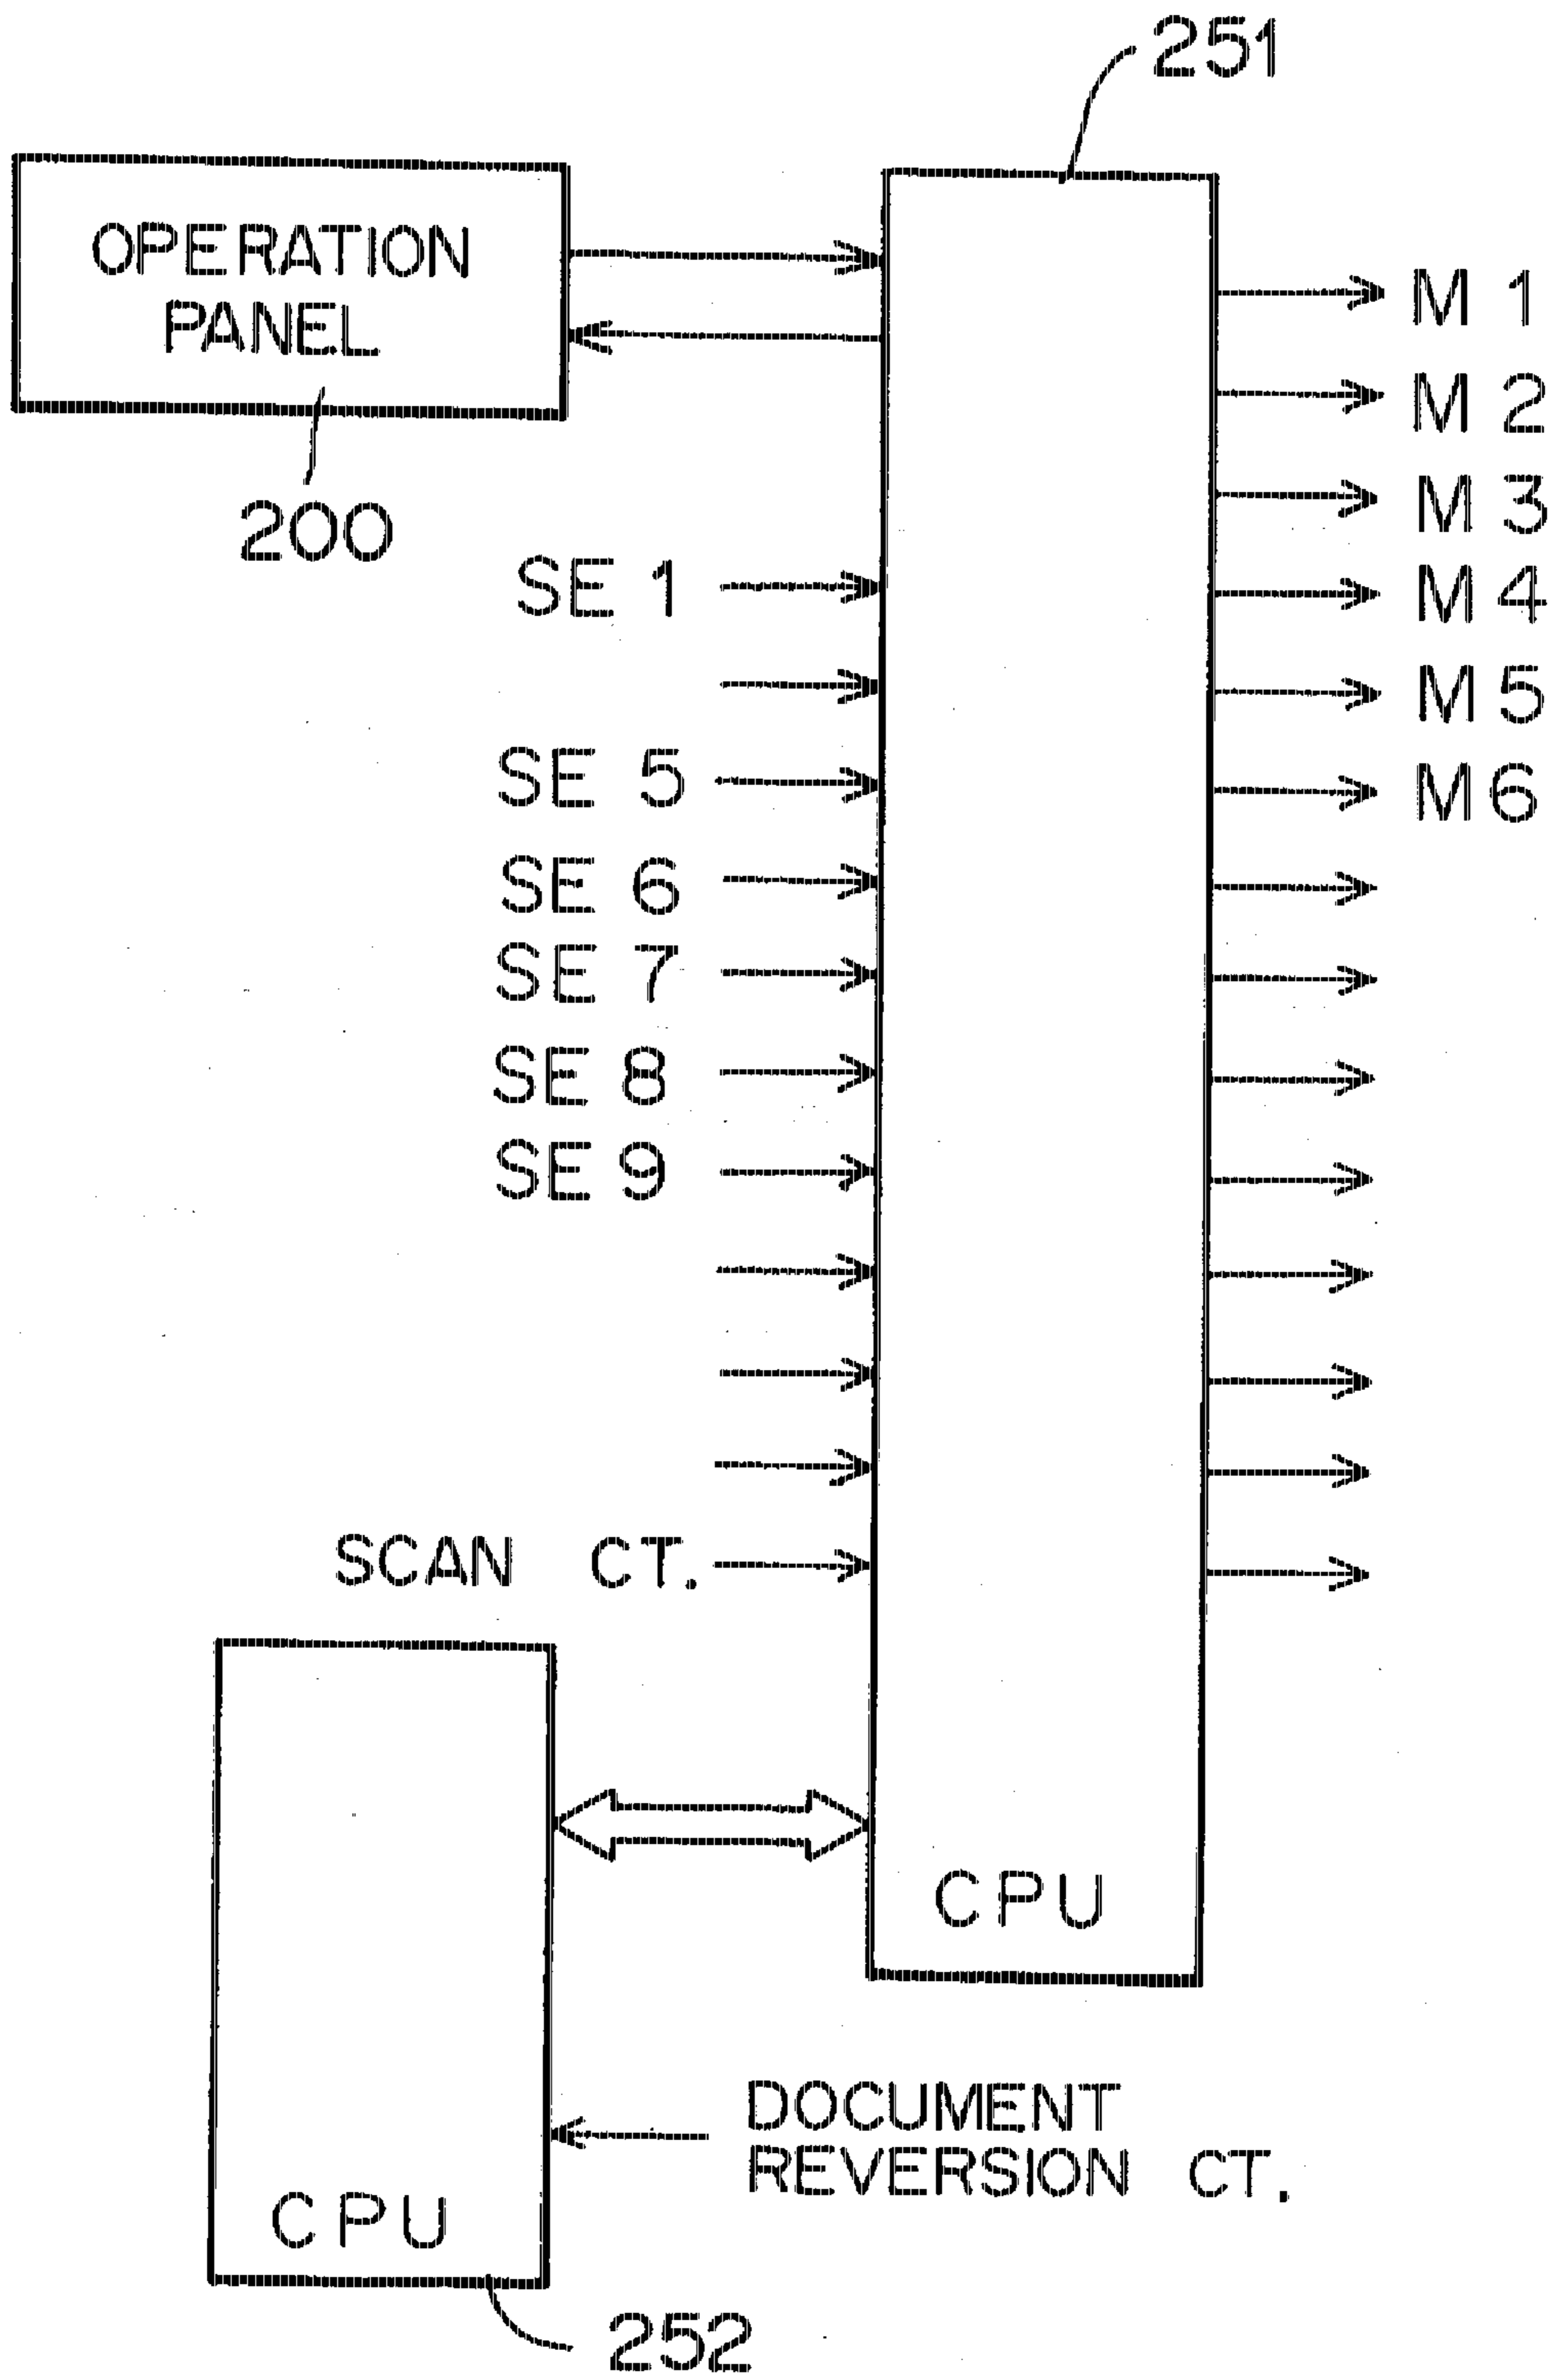 251
OPERATION
PANEL
200
M 1
M 2
M 3
M 4
M 5
M 6
SE 1
SE 5
SE 6
SE 7
SE 8
SE 9
SCAN CT.
CPU
DOCUMENT
REVERSION CT.
CPU
252